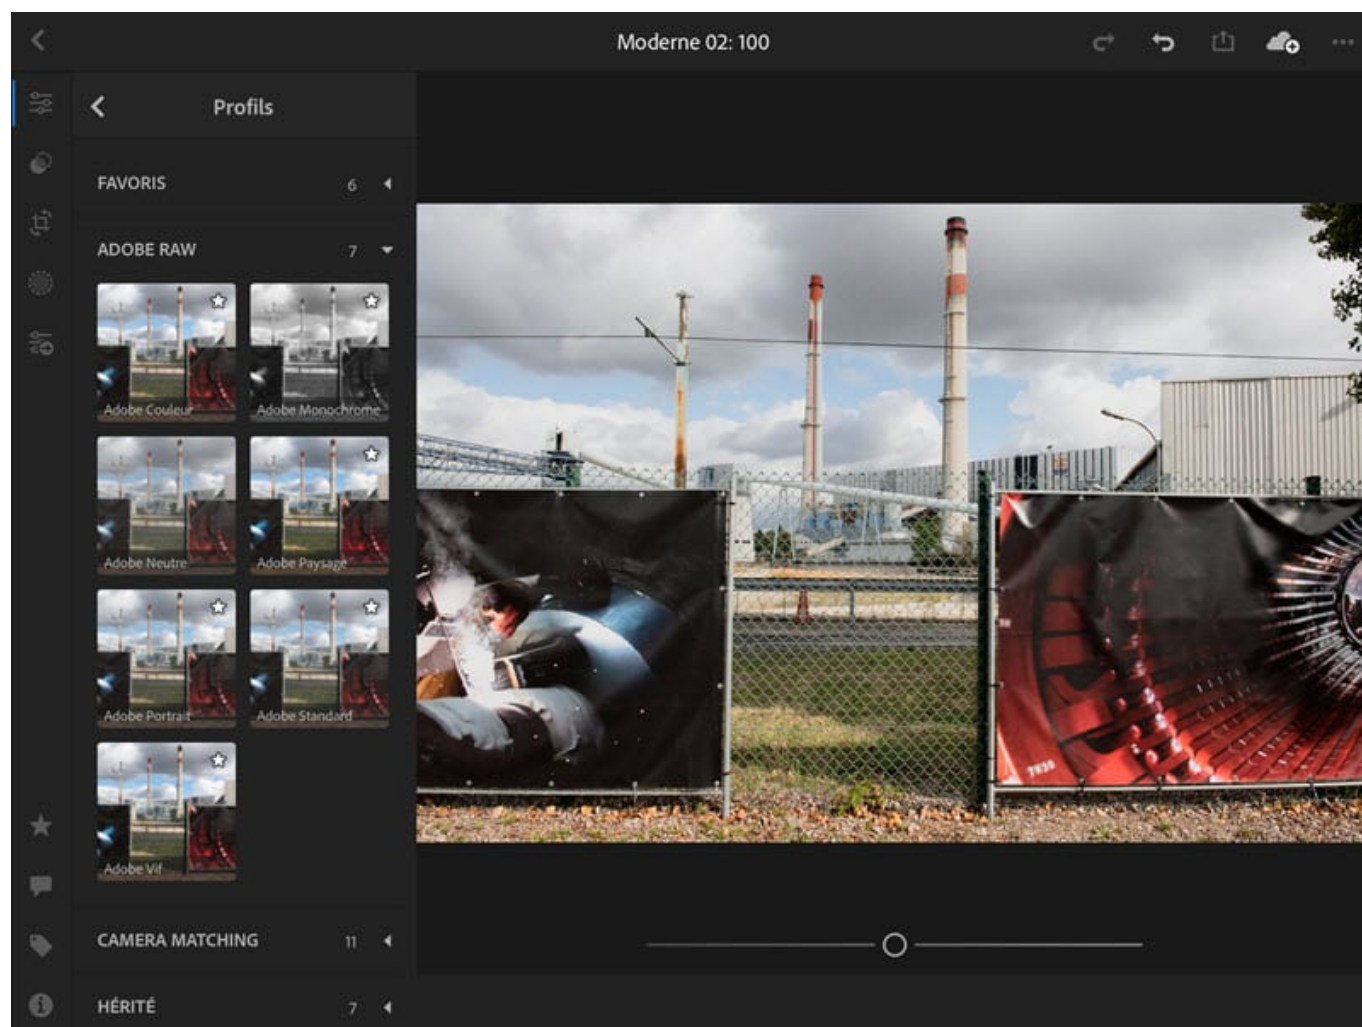 Moderne 02: 100
Profils
FAVORIS 6
ADOBE RAW 7
Adobe Couleur
Adobe Monochrome
Adobe Neutre
Adobe Paysage
Adobe Portrait
Adobe Standard
Adobe Vif
CAMERA MATCHING 11
HÉRITÉ 7
7H39